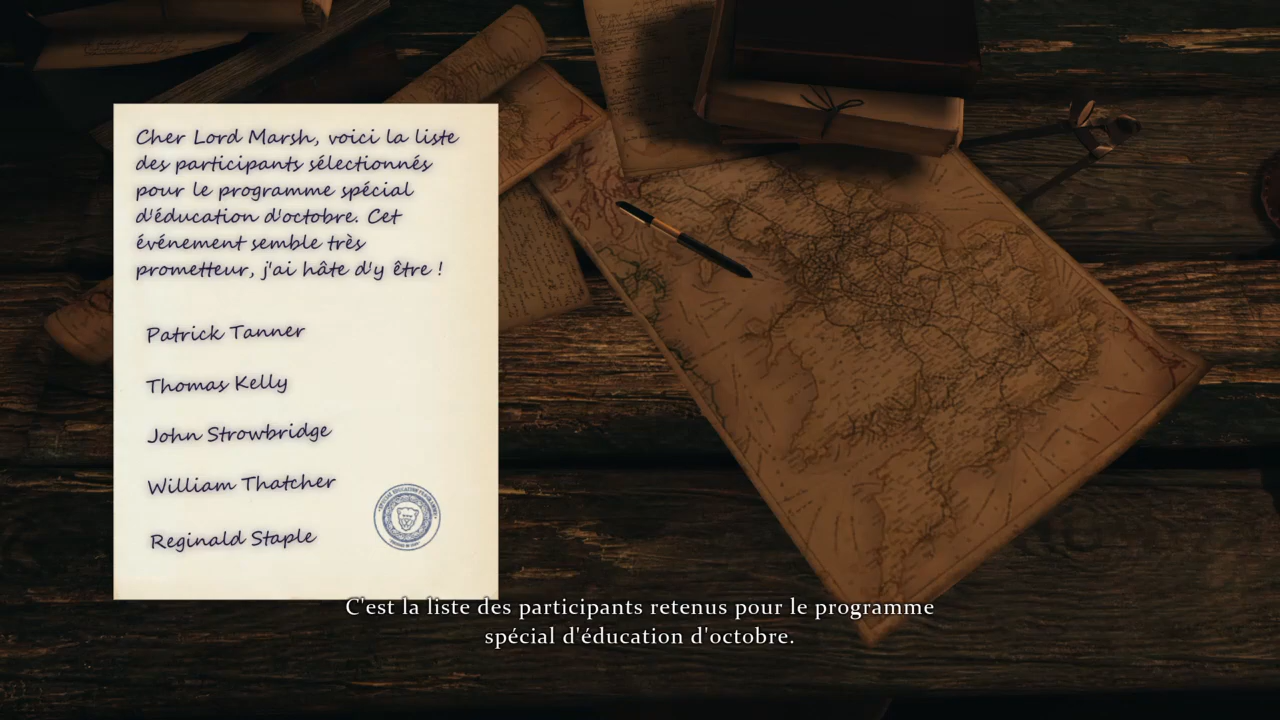 Cher Lord Marsh, voici la liste
des participants sélectionnés
pour le programme spécial
d'éducation d'octobre. Cet
événement semble très
prometteur, j'ai hâte d'y être !
Patrick Tanner
Thomas Kelly
John Strowbridge
William Thatcher
Reginald Staple
C'est la liste des participants retenus pour le programme
spécial d'éducation d'octobre.